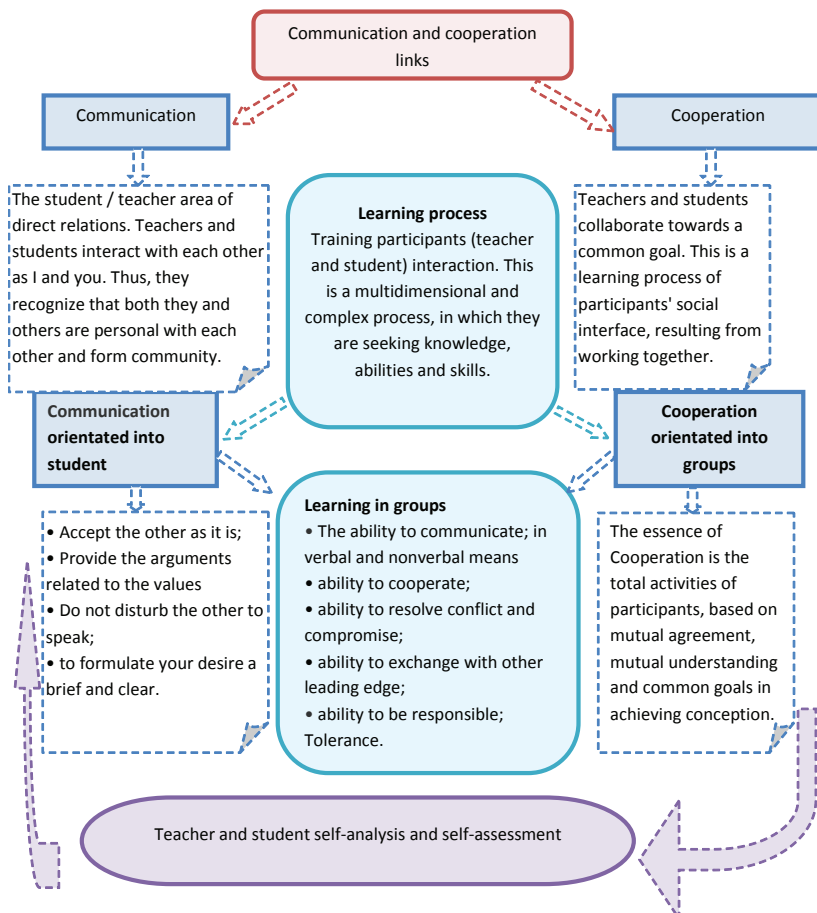 Communication and cooperation
links
Communication
Cooperation
The student / teacher area of
direct relations. Teachers and
students interact with each other
as I and you. Thus, they
recognize that both they and
others are personal with each
other and form community.
Learning process
Training participants (teacher
and student) interaction. This
is a multidimensional and
complex process, in which they
are seeking knowledge,
abilities and skills.
Teachers and students
collaborate towards a
common goal. This is a
learning process of
participants' social
interface, resulting from
working together.
Communication
orientated into
student
Cooperation
orientated into
groups
• Accept the other as it is;
• Provide the arguments
related to the values
• Do not disturb the other to
speak;
• to formulate your desire a
brief and clear.
Learning in groups
• The ability to communicate; in
verbal and nonverbal means
• ability to cooperate;
• ability to resolve conflict and
compromise;
• ability to exchange with other
leading edge;
• ability to be responsible;
Tolerance.
The essence of
Cooperation is the
total activities of
participants, based on
mutual agreement,
mutual understanding
and common goals in
achieving conception.
Teacher and student self-analysis and self-assessment